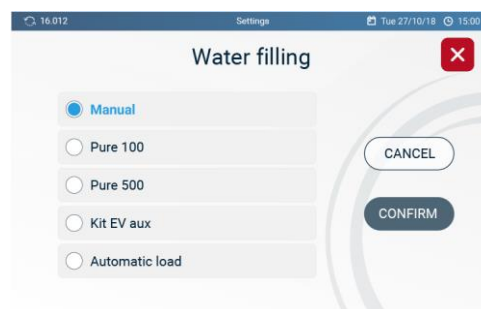 16.012 Settings Tue 27/10/18 15:00
Water filling
Manual
Pure 100
Pure 500
Kit EV aux
Automatic load
CANCEL
CONFIRM